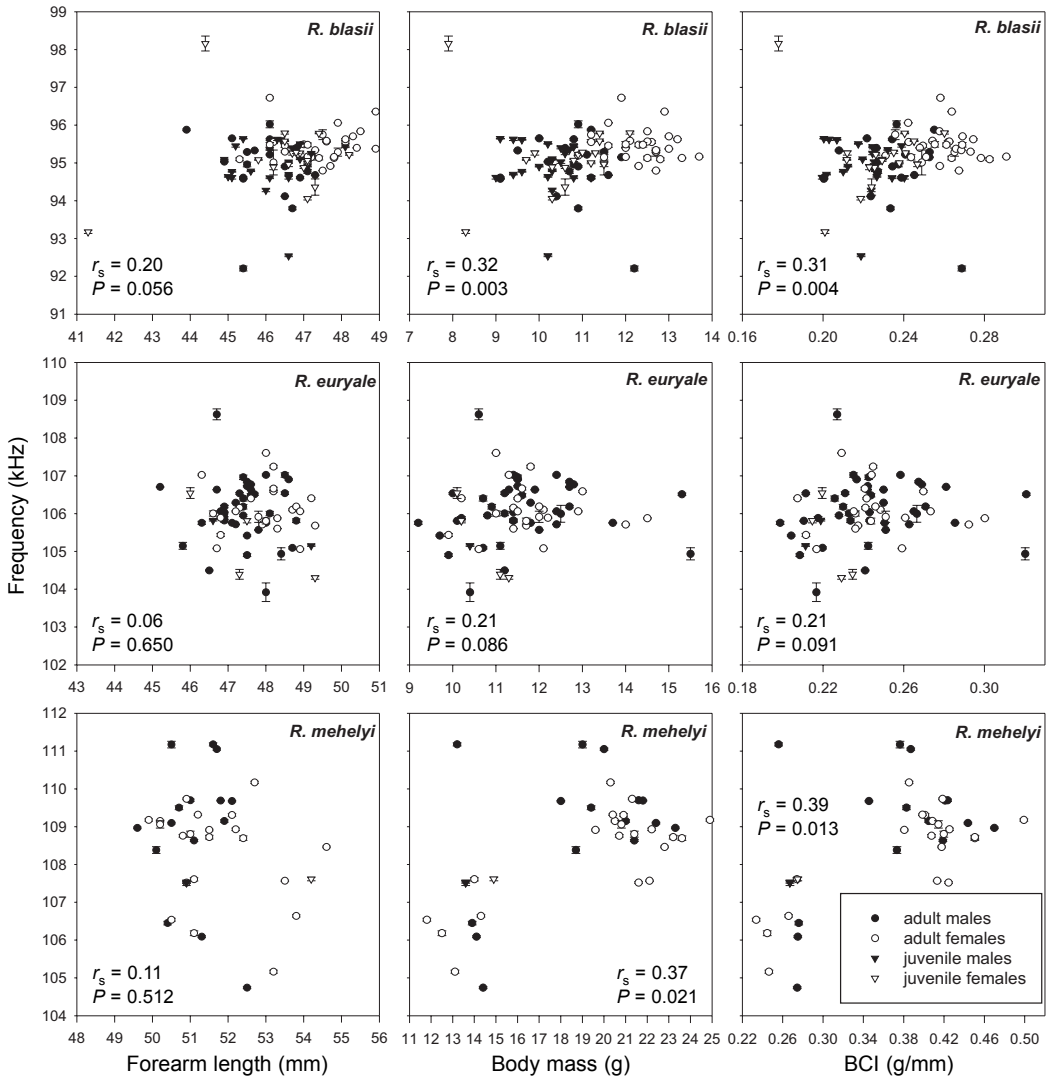 99
98
97
96
95
94
93
92
91
R. blasii
rs = 0.20
P = 0.056
41 42 43 44 45 46 47 48 49
R. blasii
rs = 0.32
P = 0.003
7 8 9 10 11 12 13 14
R. blasii
rs = 0.31
P = 0.004
0.16 0.20 0.24 0.28
Frequency (kHz)
110
109
108
107
106
105
104
103
102
R. euryale
rs = 0.06
P = 0.650
43 44 45 46 47 48 49 50 51
R. euryale
rs = 0.21
P = 0.086
9 10 11 12 13 14 15 16
R. euryale
rs = 0.21
P = 0.091
0.18 0.22 0.26 0.30
112
111
110
109
108
107
106
105
104
R. mehelyi
rs = 0.11
P = 0.512
48 49 50 51 52 53 54 55 56
Forearm length (mm)
R. mehelyi
rs = 0.37
P = 0.021
11 12 13 14 15 16 17 18 19 20 21 22 23 24 25
Body mass (g)
R. mehelyi
rs = 0.39
P = 0.013
adult males
adult females
juvenile males
juvenile females
0.22 0.26 0.30 0.34 0.38 0.42 0.46 0.50
BCI (g/mm)